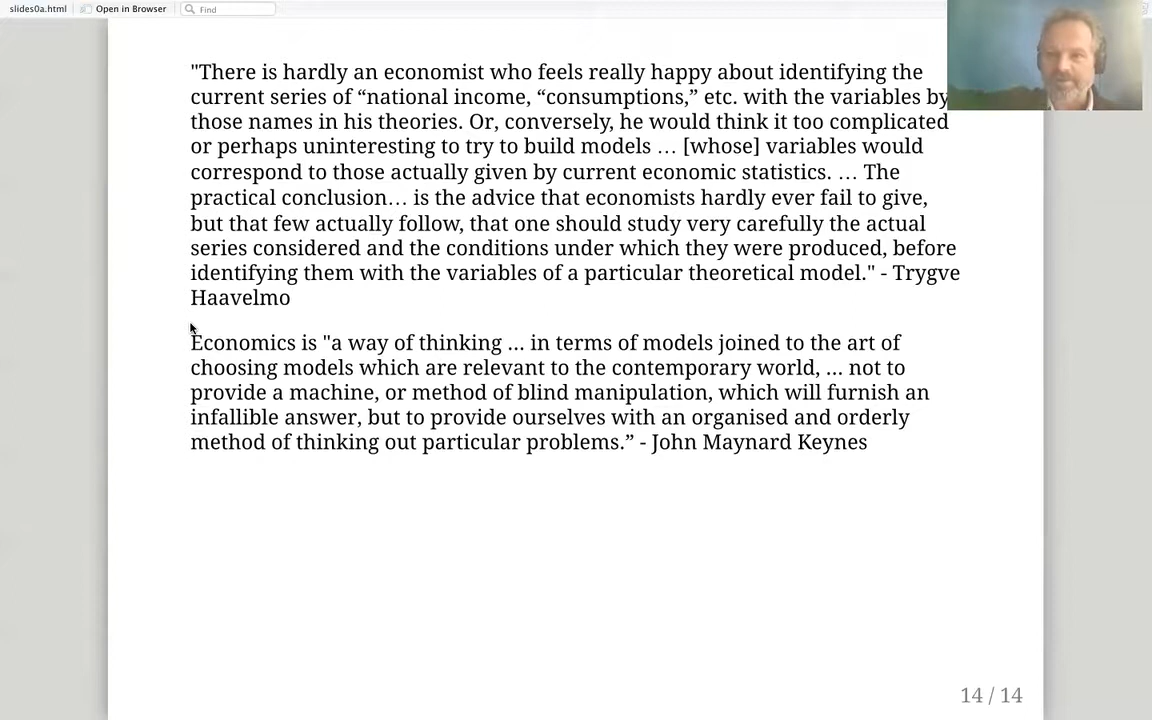 slides0a.html Open in Browser Find
"There is hardly an economist who feels really happy about identifying the
current series of “national income, “consumptions,” etc. with the variables by
those names in his theories. Or, conversely, he would think it too complicated
or perhaps uninteresting to try to build models … [whose] variables would
correspond to those actually given by current economic statistics. … The
practical conclusion… is the advice that economists hardly ever fail to give,
but that few actually follow, that one should study very carefully the actual
series considered and the conditions under which they were produced, before
identifying them with the variables of a particular theoretical model." - Trygve
Haavelmo
Economics is "a way of thinking ... in terms of models joined to the art of
choosing models which are relevant to the contemporary world, ... not to
provide a machine, or method of blind manipulation, which will furnish an
infallible answer, but to provide ourselves with an organised and orderly
method of thinking out particular problems.” - John Maynard Keynes
14 / 14